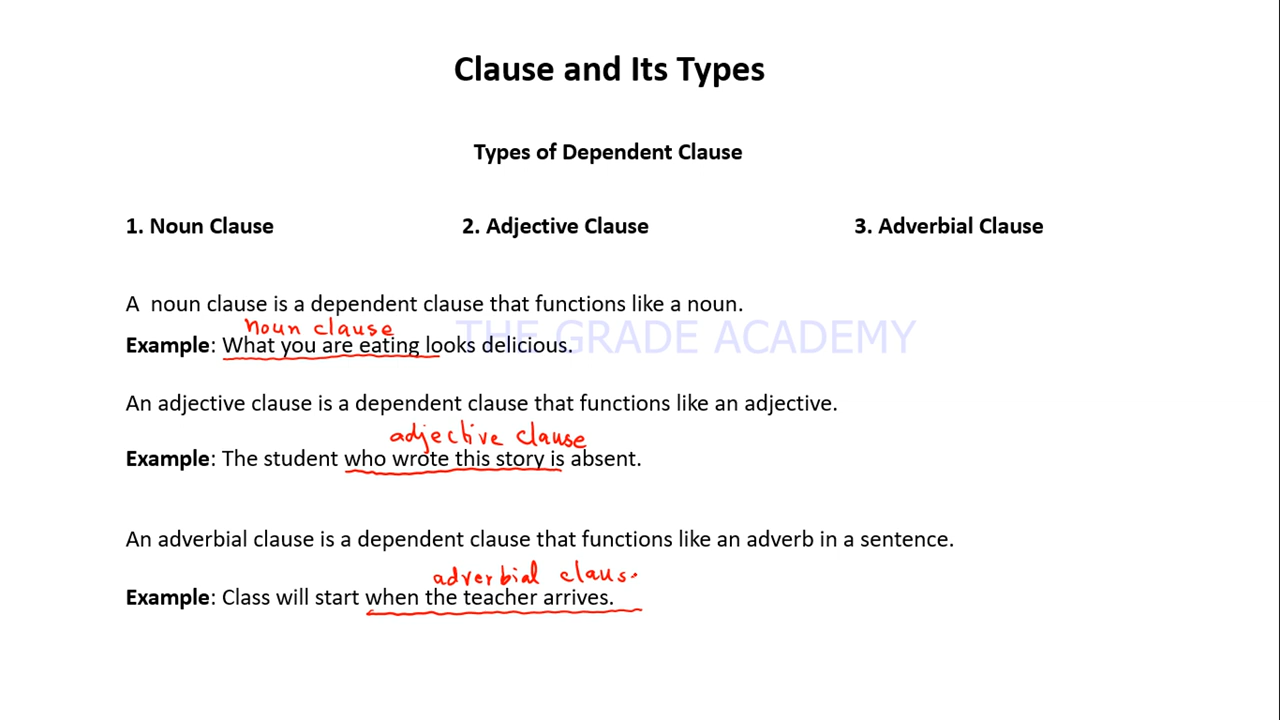 Clause and Its Types
Types of Dependent Clause
1. Noun Clause 2. Adjective Clause 3. Adverbial Clause
A noun clause is a dependent clause that functions like a noun.
noun clause
THE GRADE ACADEMY
Example: What you are eating looks delicious.
An adjective clause is a dependent clause that functions like an adjective.
adjective clause
Example: The student who wrote this story is absent.
An adverbial clause is a dependent clause that functions like an adverb in a sentence.
adverbial claus
Example: Class will start when the teacher arrives.